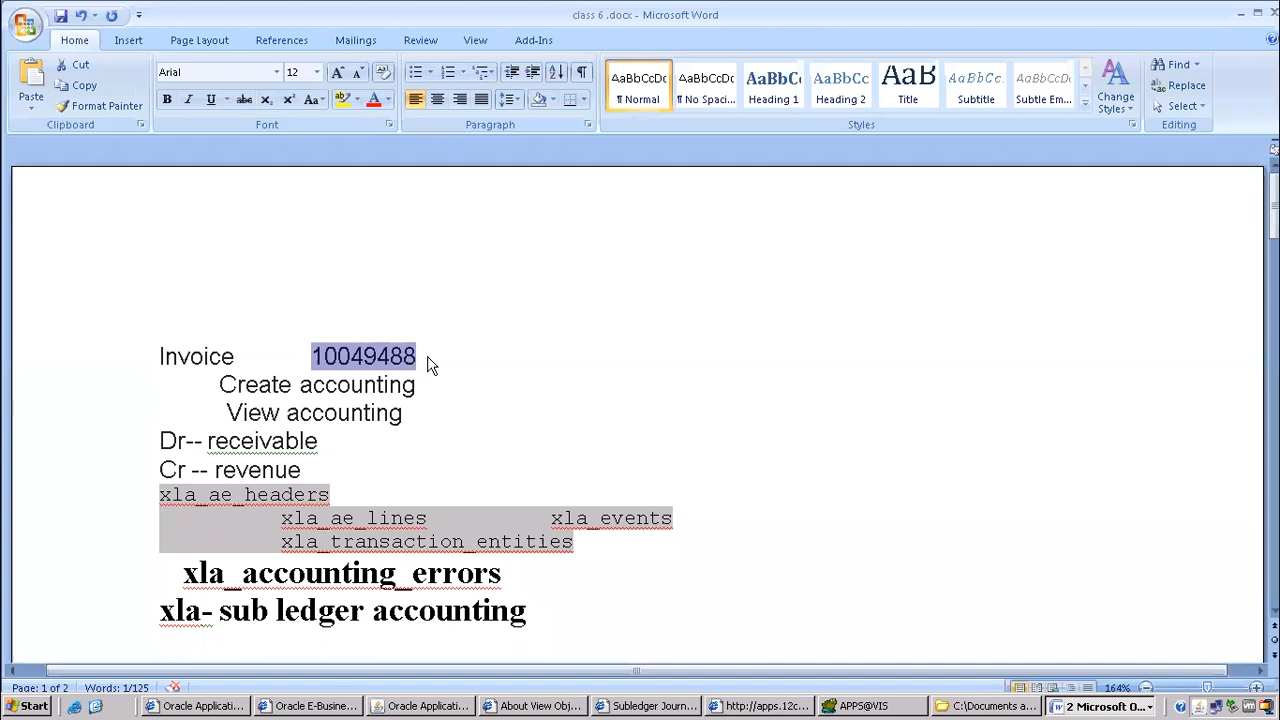 class 6 .docx - Microsoft Word
Home Insert Page Layout References Mailings Review View Add-Ins
Paste
Cut
Copy
Format Painter
Clipboard
Arial 12
B I U abc X₂ X² Aa
Font
Paragraph
AaBbCcDc AaBbCcDc AaBbCc AaBbCc AaB AaBbCc. AaBbCcDc
¶ Normal ¶ No Spaci... Heading 1 Heading 2 Title Subtitle Subtle Em...
Change Styles
Styles
Find
Replace
Select
Editing
Invoice 10049488
Create accounting
View accounting
Dr-- receivable
Cr -- revenue
xla_ae_headers
xla_ae_lines xla_events
xla_transaction_entities
xla_accounting_errors
xla- sub ledger accounting
Page: 1 of 2 Words: 1/125 164%
Start Oracle Applicati... Oracle E-Busine... Oracle Applicati... About View Obj... Subledger Journ... http://apps.12c... APPS@VIS C:\Documents a... 2 Microsoft O...